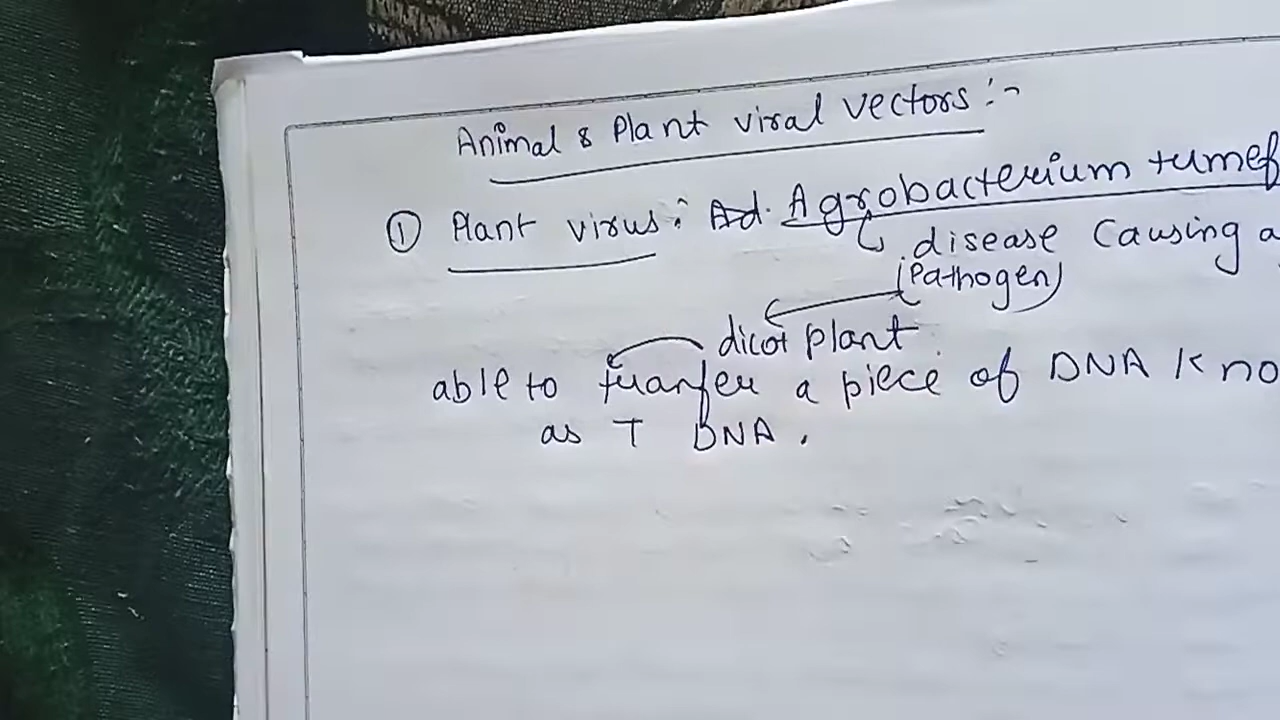 Animal & Plant viral vectors :-
① Plant virus : Ad. Agrobacterium tumef
disease causing a
(Pathogen)
dicot plant
able to tranfer a piece of DNA Kno
as T DNA .